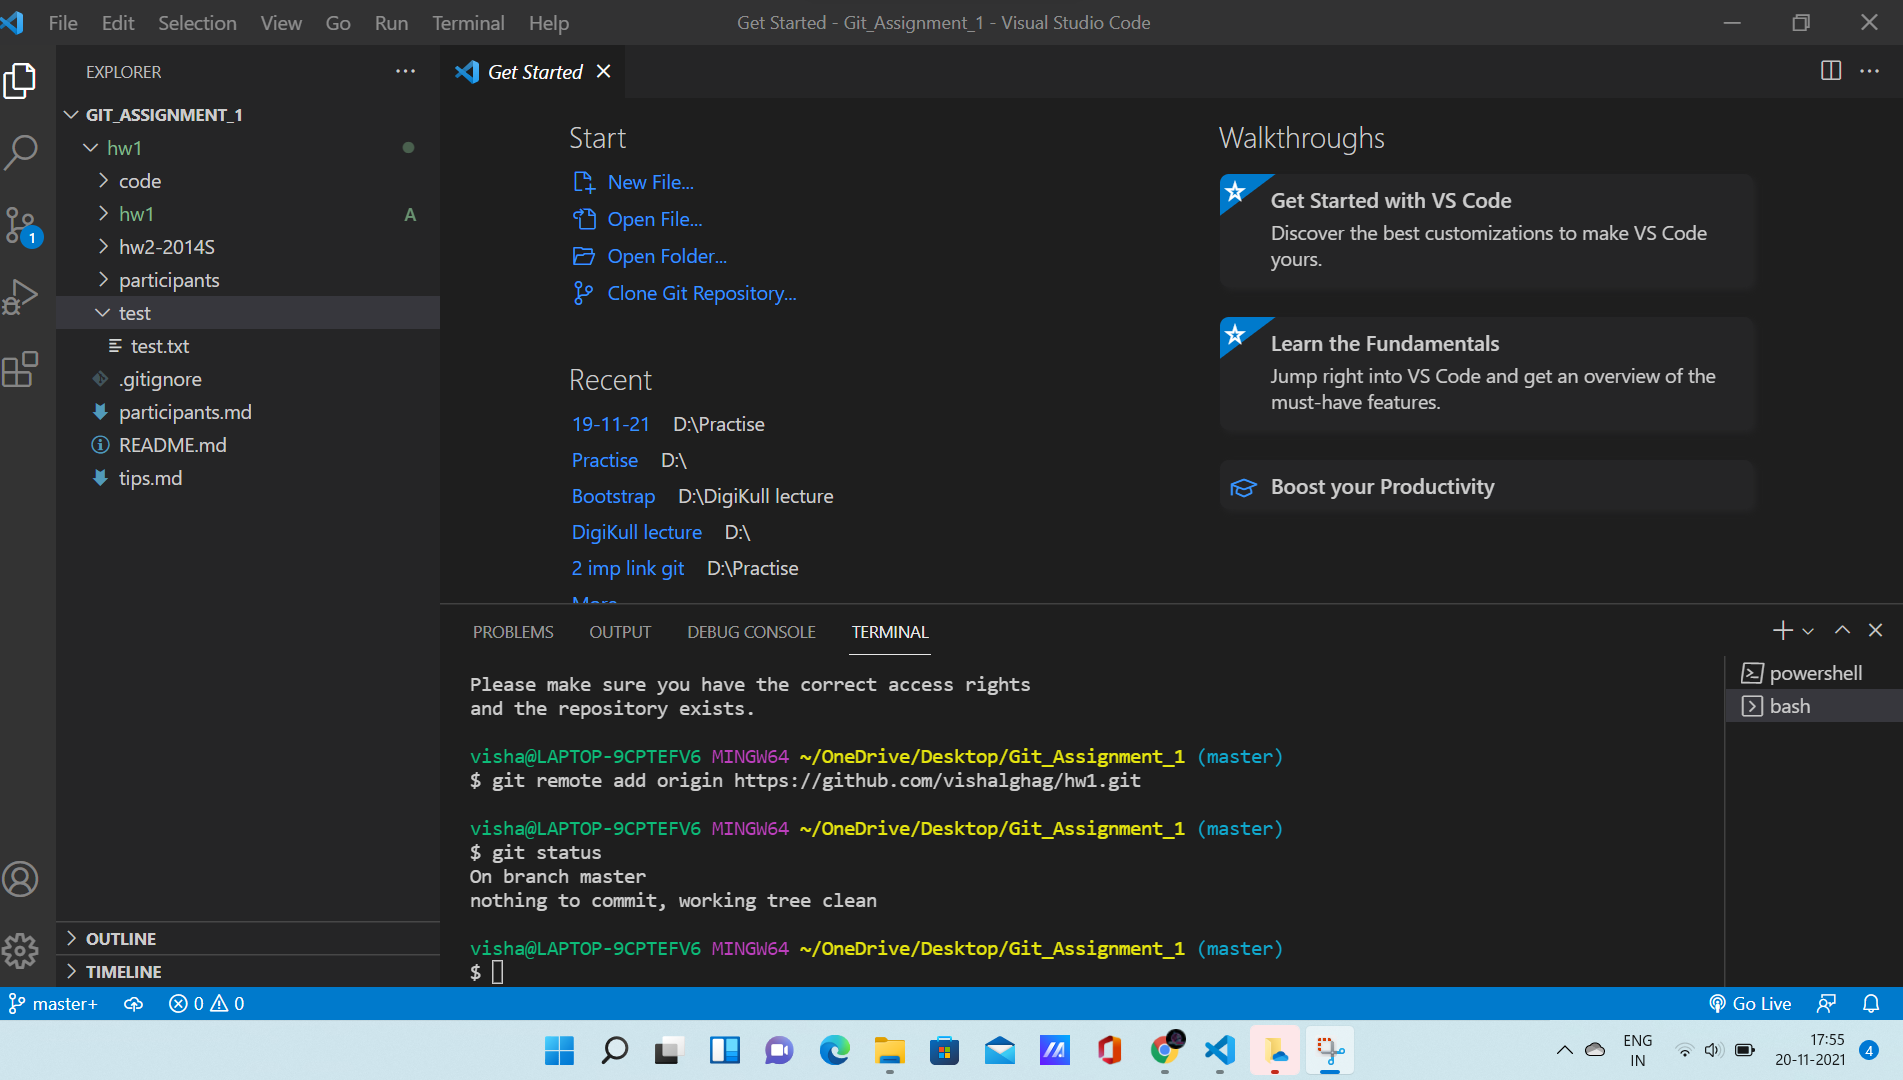 File Edit Selection View Go Run Terminal Help
Get Started - Git_Assignment_1 - Visual Studio Code
EXPLORER
GIT_ASSIGNMENT_1
hw1
code
hw1 A
hw2-2014S
participants
test
test.txt
.gitignore
participants.md
README.md
tips.md
OUTLINE
TIMELINE
1
Get Started
Start
New File...
Open File...
Open Folder...
Clone Git Repository...
Recent
19-11-21 D:\Practise
Practise D:\
Bootstrap D:\DigiKull lecture
DigiKull lecture D:\
2 imp link git D:\Practise
More
Walkthroughs
Get Started with VS Code
Discover the best customizations to make VS Code
yours.
Learn the Fundamentals
Jump right into VS Code and get an overview of the
must-have features.
Boost your Productivity
PROBLEMS OUTPUT DEBUG CONSOLE TERMINAL
Please make sure you have the correct access rights
and the repository exists.
visha@LAPTOP-9CPTEFV6 MINGW64 ~/OneDrive/Desktop/Git_Assignment_1 (master)
$ git remote add origin https://github.com/vishalghag/hw1.git
visha@LAPTOP-9CPTEFV6 MINGW64 ~/OneDrive/Desktop/Git_Assignment_1 (master)
$ git status
On branch master
nothing to commit, working tree clean
visha@LAPTOP-9CPTEFV6 MINGW64 ~/OneDrive/Desktop/Git_Assignment_1 (master)
$
powershell
bash
master+ 0 0
Go Live
ENG
IN
17:55
20-11-2021
4